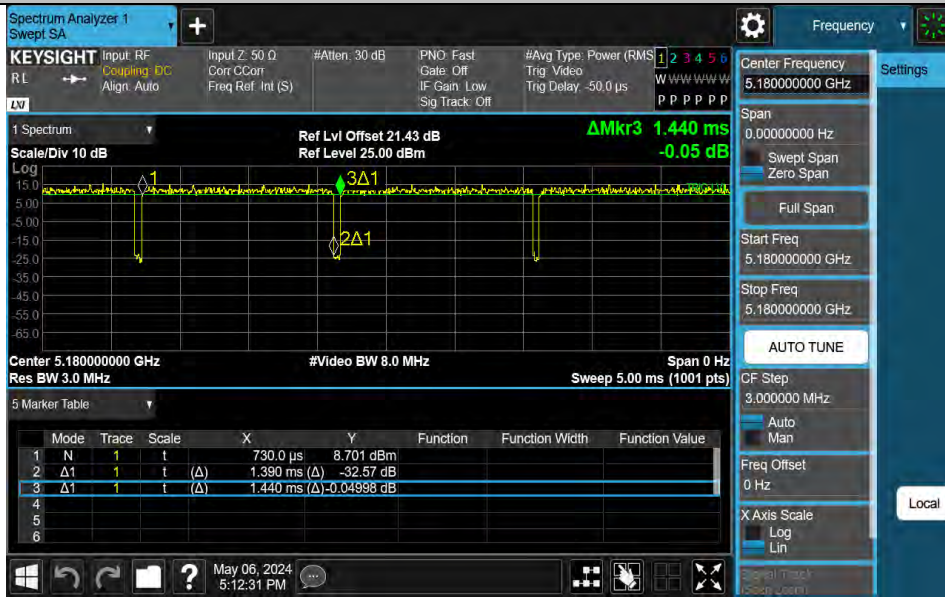 Spectrum Analyzer 1
Swept SA
+
Frequency
KEYSIGHT
RL
LXI
Input: RF
Coupling: DC
Align: Auto
Input Z: 50 Ω
Corr CCorr
Freq Ref: Int (S)
#Atten: 30 dB
PNO: Fast
Gate: Off
IF Gain: Low
Sig Track: Off
#Avg Type: Power (RMS
Trig: Video
Trig Delay: -50.0 µs
1 2 3 4 5 6
W W W W W W
P P P P P P
1 Spectrum
Scale/Div 10 dB
Ref Lvl Offset 21.43 dB
Ref Level 25.00 dBm
ΔMkr3 1.440 ms
-0.05 dB
Log
15.0
5.00
-5.00
-15.0
-25.0
-35.0
-45.0
-55.0
-65.0
1
3Δ1
2Δ1
Center 5.180000000 GHz
#Video BW 8.0 MHz
Span 0 Hz
Res BW 3.0 MHz
Sweep 5.00 ms (1001 pts)
5 Marker Table
Mode Trace Scale X Y Function Function Width Function Value
1 N 1 t 730.0 µs 8.701 dBm
2 Δ1 1 t (Δ) 1.390 ms (Δ) -32.57 dB
3 Δ1 1 t (Δ) 1.440 ms (Δ) -0.04998 dB
4
5
6
?
May 06, 2024
5:12:31 PM
Center Frequency
5.180000000 GHz
Span
0.00000000 Hz
Swept Span
Zero Span
Full Span
Start Freq
5.180000000 GHz
Stop Freq
5.180000000 GHz
AUTO TUNE
CF Step
3.000000 MHz
Auto
Man
Freq Offset
0 Hz
X Axis Scale
Log
Lin
Signal Track
(Span Zoom)
Settings
Local